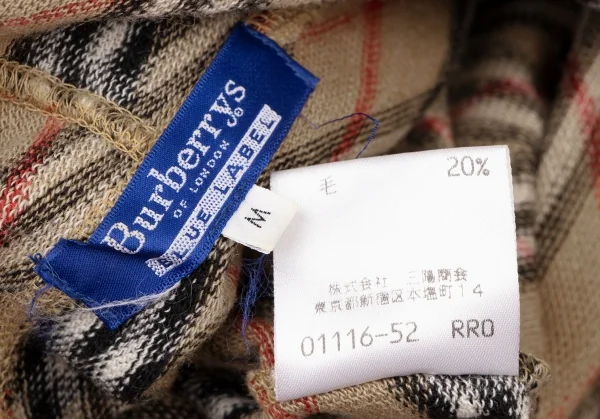 Burberrys
OF LONDON ®
BLUE LABEL
M
毛 20%
株式会社 三陽商会
東京都新宿区本塩町14
01116-52 RR0